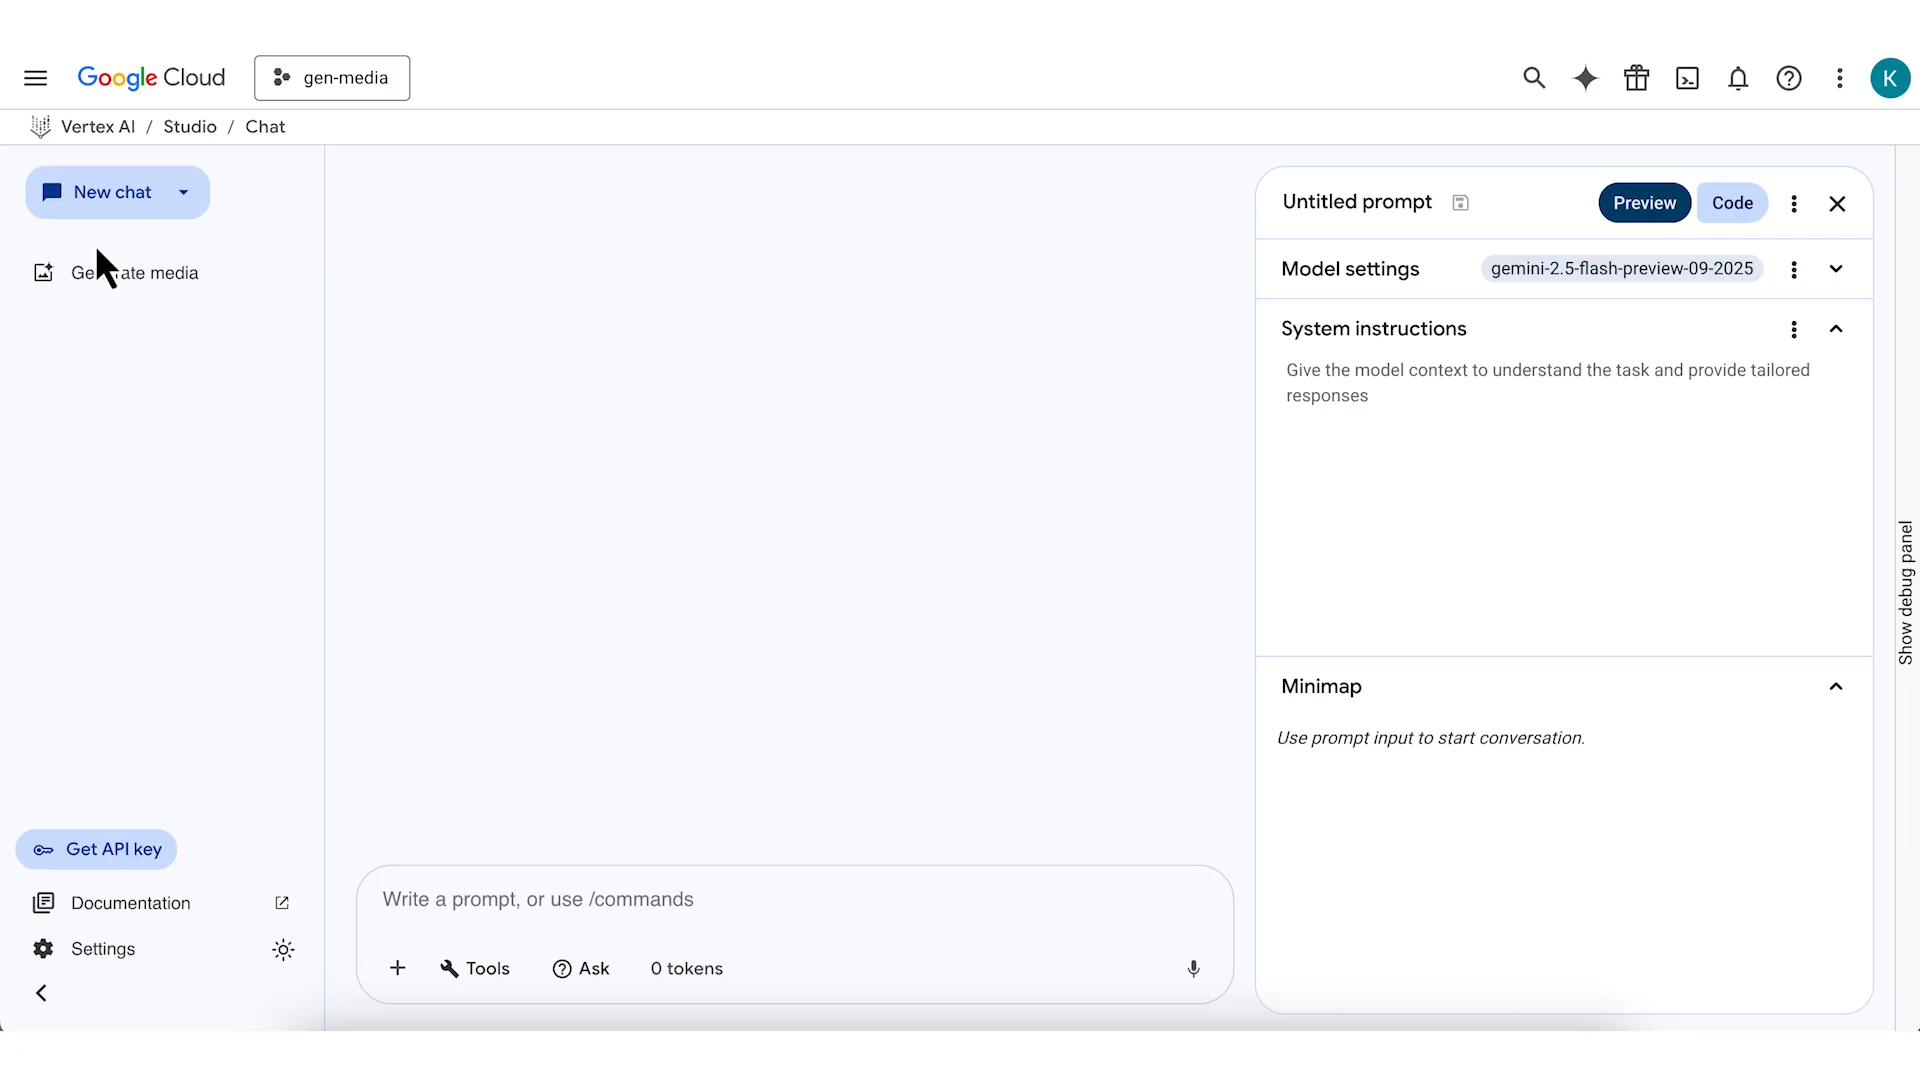 Google Cloud
gen-media
K
Vertex AI / Studio / Chat
New chat
Generate media
Untitled prompt
Preview
Code
Model settings
gemini-2.5-flash-preview-09-2025
System instructions
Give the model context to understand the task and provide tailored
responses
Show debug panel
Minimap
Use prompt input to start conversation.
Get API key
Documentation
Settings
Write a prompt, or use /commands
Tools
Ask
0 tokens